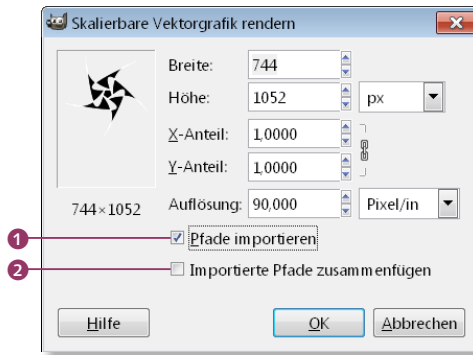 Skalierbare Vektorgrafik rendern
Breite: 744
Höhe: 1052 px
X-Anteil: 1,0000
Y-Anteil: 1,0000
744×1052
Auflösung: 90,000 Pixel/in
1 Pfade importieren
2 Importierte Pfade zusammenfügen
Hilfe OK Abbrechen